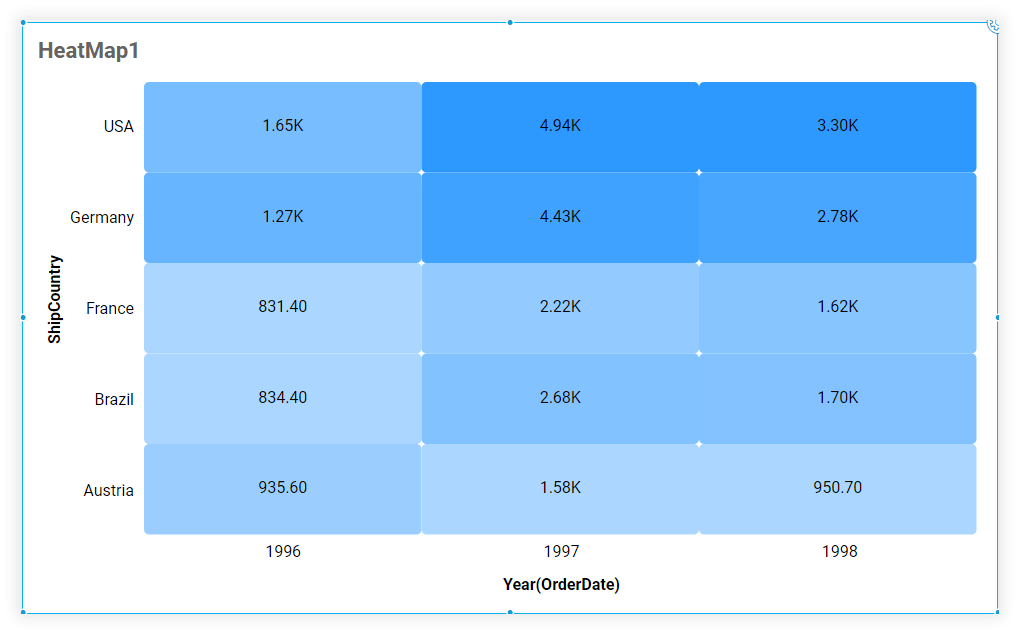 HeatMap1
ShipCountry
USA 1.65K 4.94K 3.30K
Germany 1.27K 4.43K 2.78K
France 831.40 2.22K 1.62K
Brazil 834.40 2.68K 1.70K
Austria 935.60 1.58K 950.70
1996 1997 1998
Year(OrderDate)